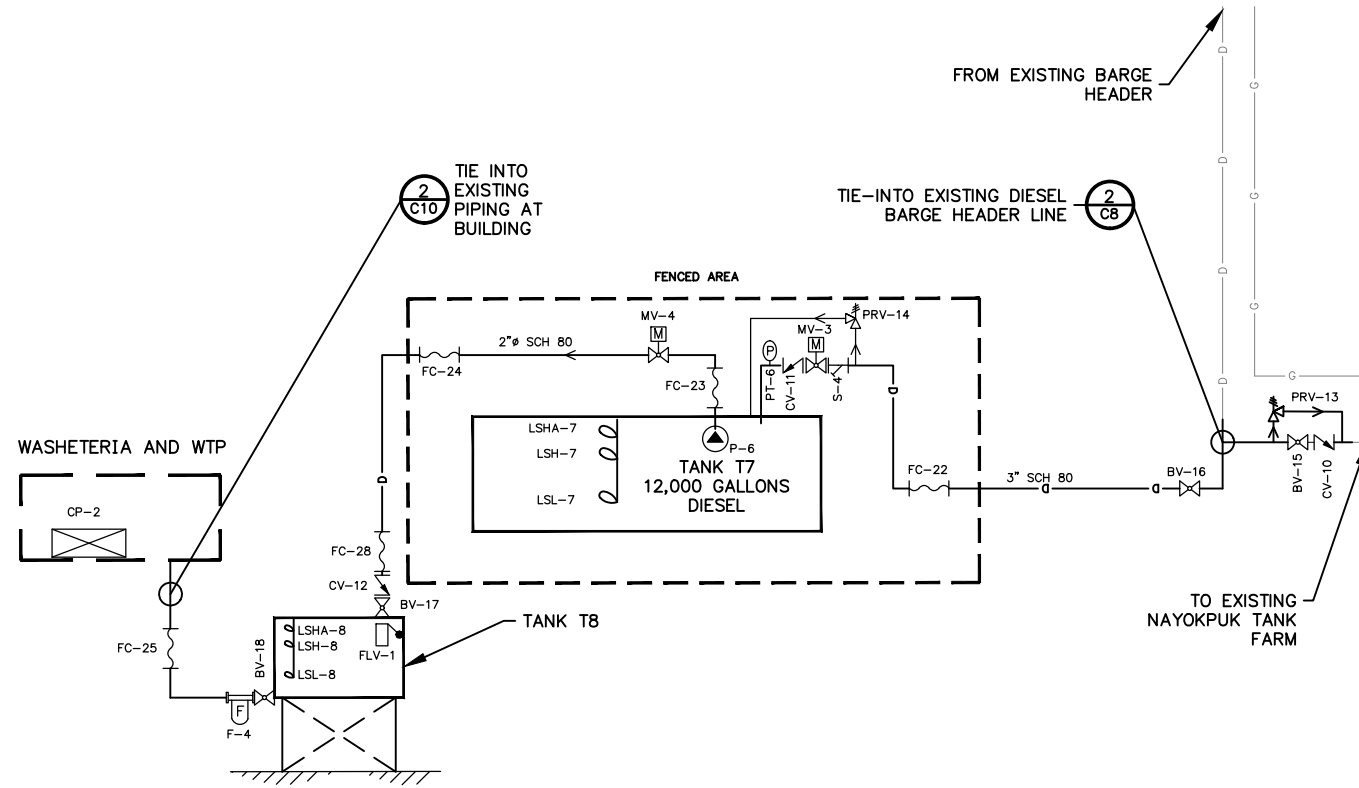 FROM EXISTING BARGE
HEADER
D
G
D
G
D
G
G
2
C10
TIE INTO
EXISTING
PIPING AT
BUILDING
TIE-INTO EXISTING DIESEL
BARGE HEADER LINE
2
C8
D
FENCED AREA
MV-4
M
2"ø SCH 80
FC-24
FC-23
PRV-14
MV-3
M
P
PT-6
CV-11
S-4
D
PRV-13
BV-15
CV-10
WASHETERIA AND WTP
CP-2
LSHA-7
LSH-7
LSL-7
P-6
TANK T7
12,000 GALLONS
DIESEL
FC-22
3" SCH 80
D
D
BV-16
D
FC-28
CV-12
BV-17
TO EXISTING
NAYOKPUK TANK
FARM
TANK T8
FC-25
BV-18
LSHA-8
LSH-8
LSL-8
FLV-1
F
F-4